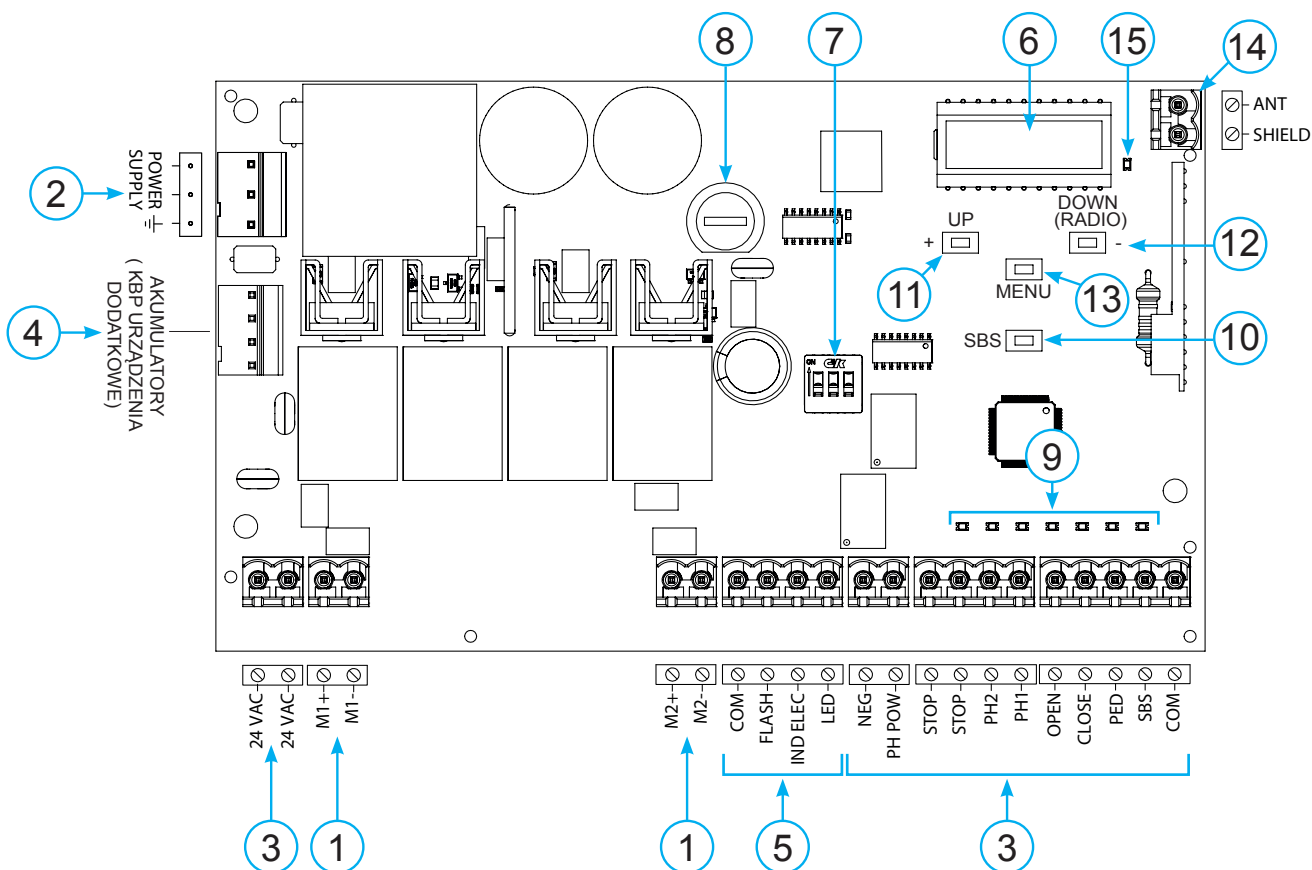 8
7
6
15
14
ANT
SHIELD
2
POWER
SUPPLY
UP
+
DOWN
(RADIO)
-
12
11
MENU
13
4
AKUMULATORY
( KBP URZĄDZENIA
DODATKOWE)
ON
SBS
10
9
24 VAC
24 VAC
M1+
M1-
M2+
M2-
COM
FLASH
IND ELEC
LED
NEG
PH POW
STOP
STOP
PH2
PH1
OPEN
CLOSE
PED
SBS
COM
3
1
1
5
3